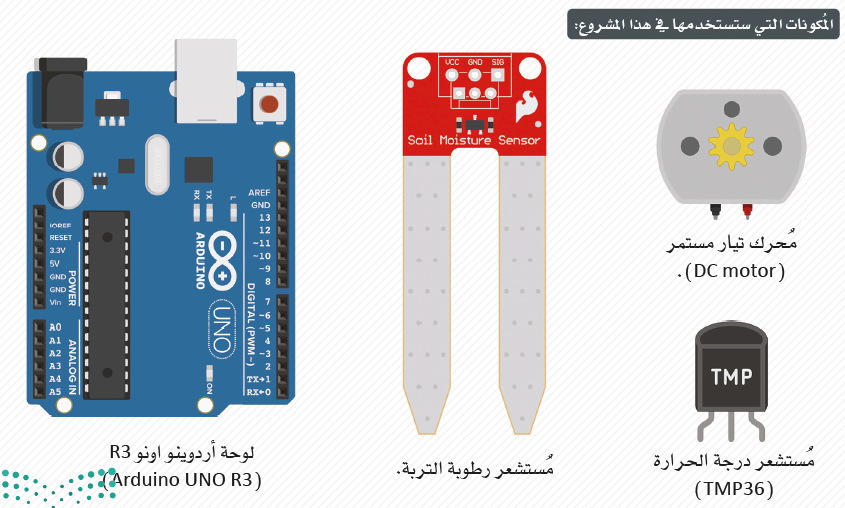 المُكونات التي ستستخدمها في هذا المشروع:
VCC GND SIG
Soil Moisture Sensor
مُستشعر رطوبة التربة.
مُحرك تيار مستمر
(DC motor).
TMP
مُستشعر درجة الحرارة
(TMP36)
AREF
GND
13
12
~11
~10
~9
8
7
~6
~5
4
~3
2
TX→1
RX←0
DIGITAL (PWM~)
RX
TX
L
ARDUINO
UNO
ON
IOREF
RESET
3.3V
5V
GND
GND
Vin
POWER
A0
A1
A2
A3
A4
A5
ANALOG IN
لوحة أردوينو اونو R3
(Arduino UNO R3)